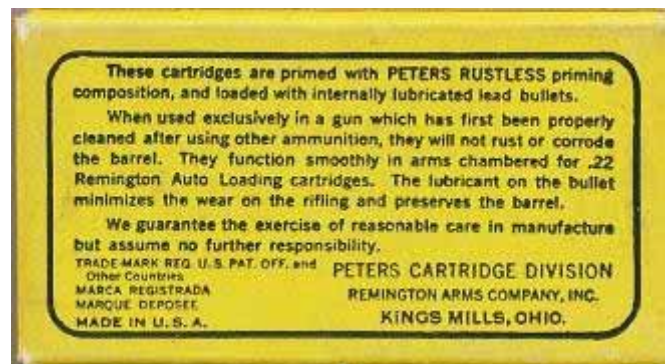 These cartridges are primed with PETERS RUSTLESS priming
composition, and loaded with internally lubricated lead bullets.
When used exclusively in a gun which has first been properly
cleaned after using other ammunition, they will not rust or corrode
the barrel. They function smoothly in arms chambered for .22
Remington Auto Loading cartridges. The lubricant on the bullet
minimizes the wear on the rifling and preserves the barrel.
We guarantee the exercise of reasonable care in manufacture
but assume no further responsibility.
TRADE-MARK REG. U. S. PAT. OFF. and
Other Countries
MARCA REGISTRADA
MARQUE DEPOSEE
MADE IN U. S. A.
PETERS CARTRIDGE DIVISION
REMINGTON ARMS COMPANY, INC.
KINGS MILLS, OHIO.